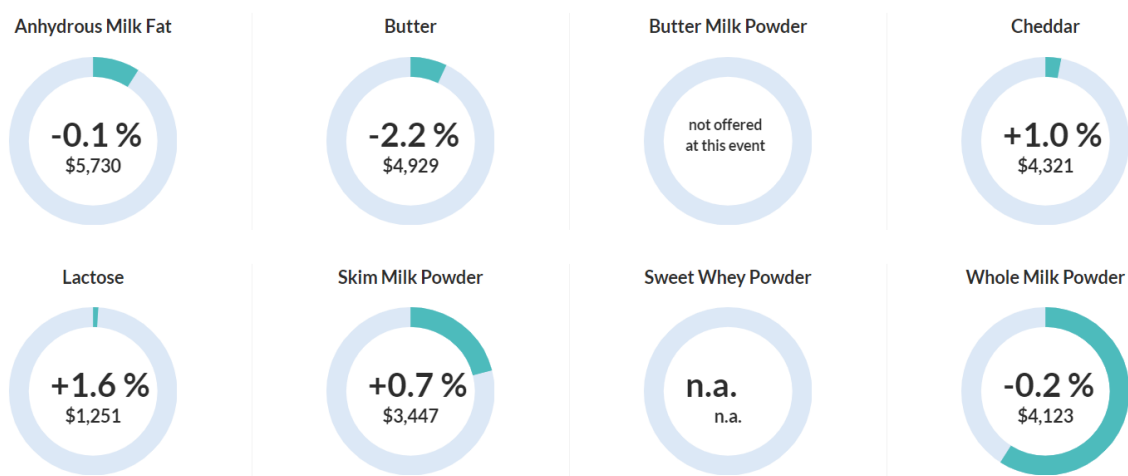 Anhydrous Milk Fat
Butter
Butter Milk Powder
Cheddar
-0.1 %
$5,730
-2.2 %
$4,929
not offered
at this event
+1.0 %
$4,321
Lactose
Skim Milk Powder
Sweet Whey Powder
Whole Milk Powder
+1.6 %
$1,251
+0.7 %
$3,447
n.a.
n.a.
-0.2 %
$4,123